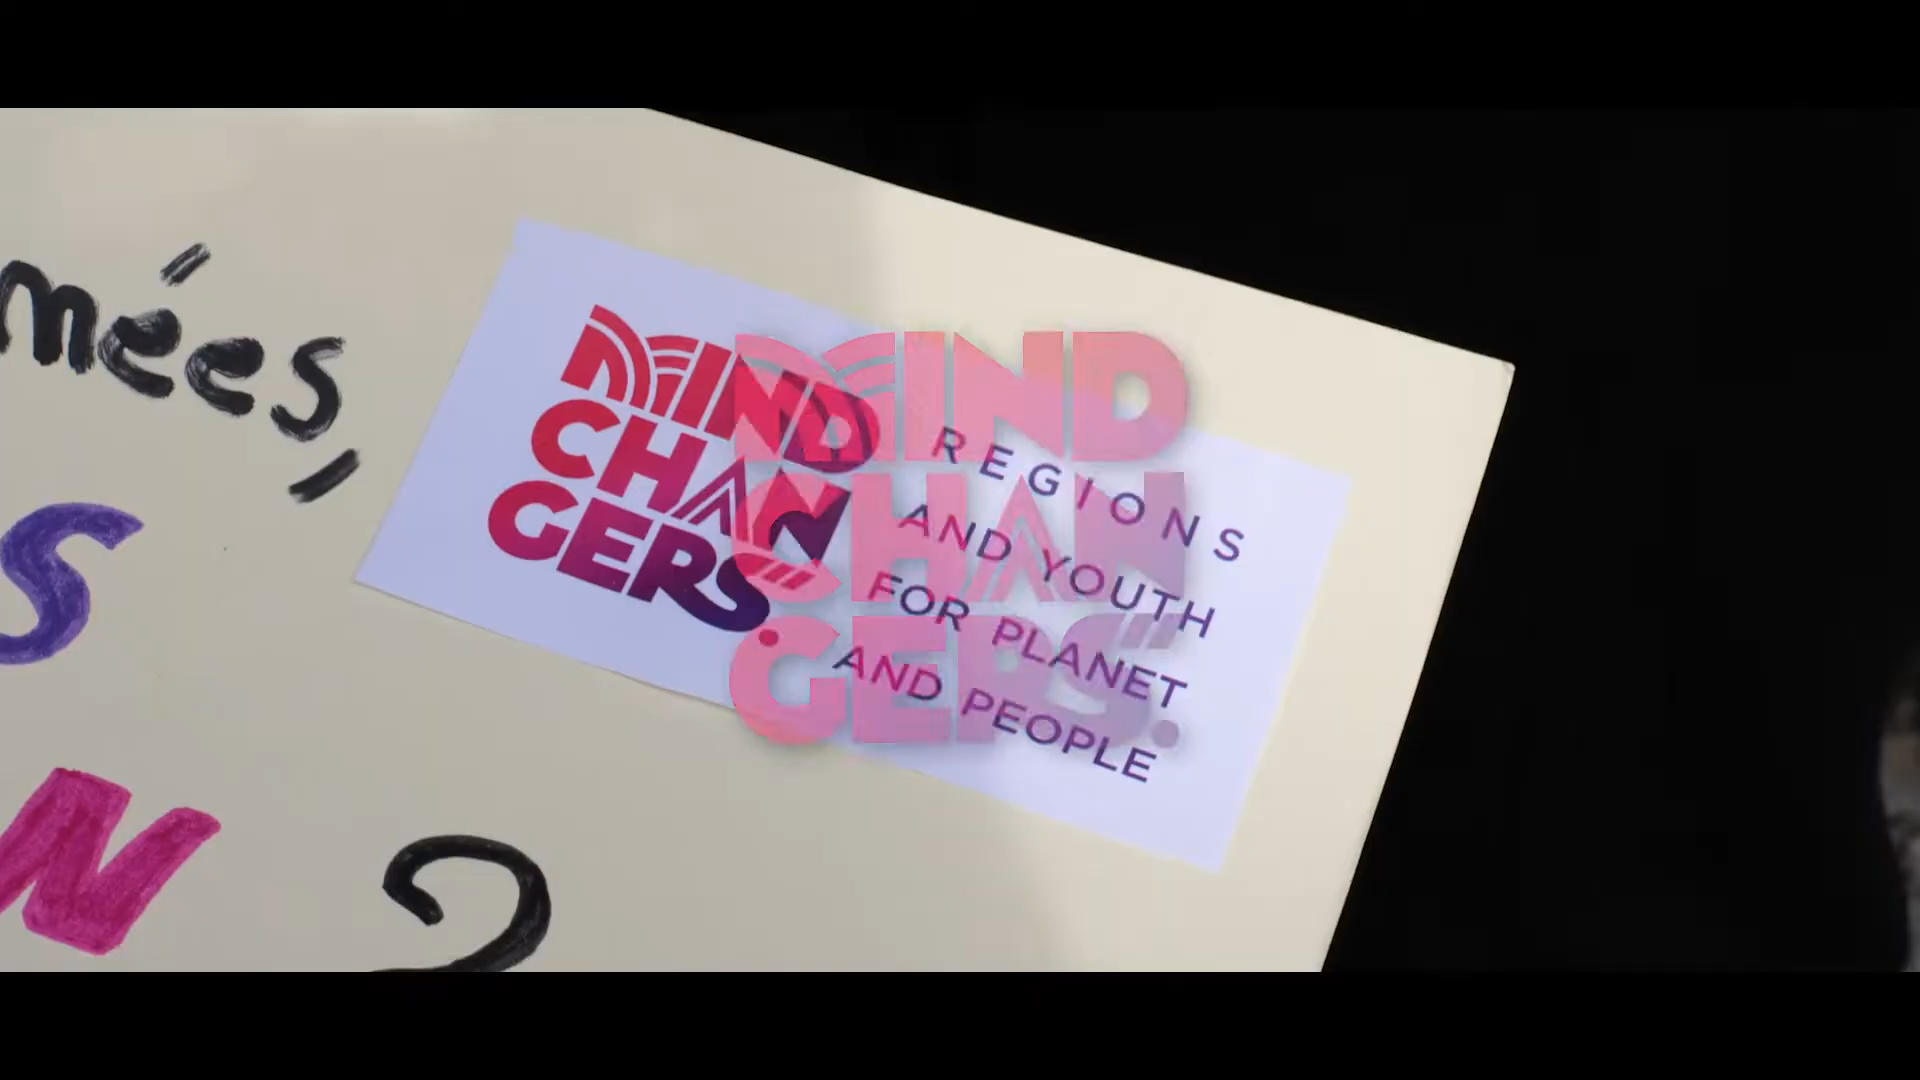 mées,
S
N ?
MIND
CHAN
GERS.
REGIONS
AND YOUTH
FOR PLANET
AND PEOPLE
MIND
CHAN
GERS.